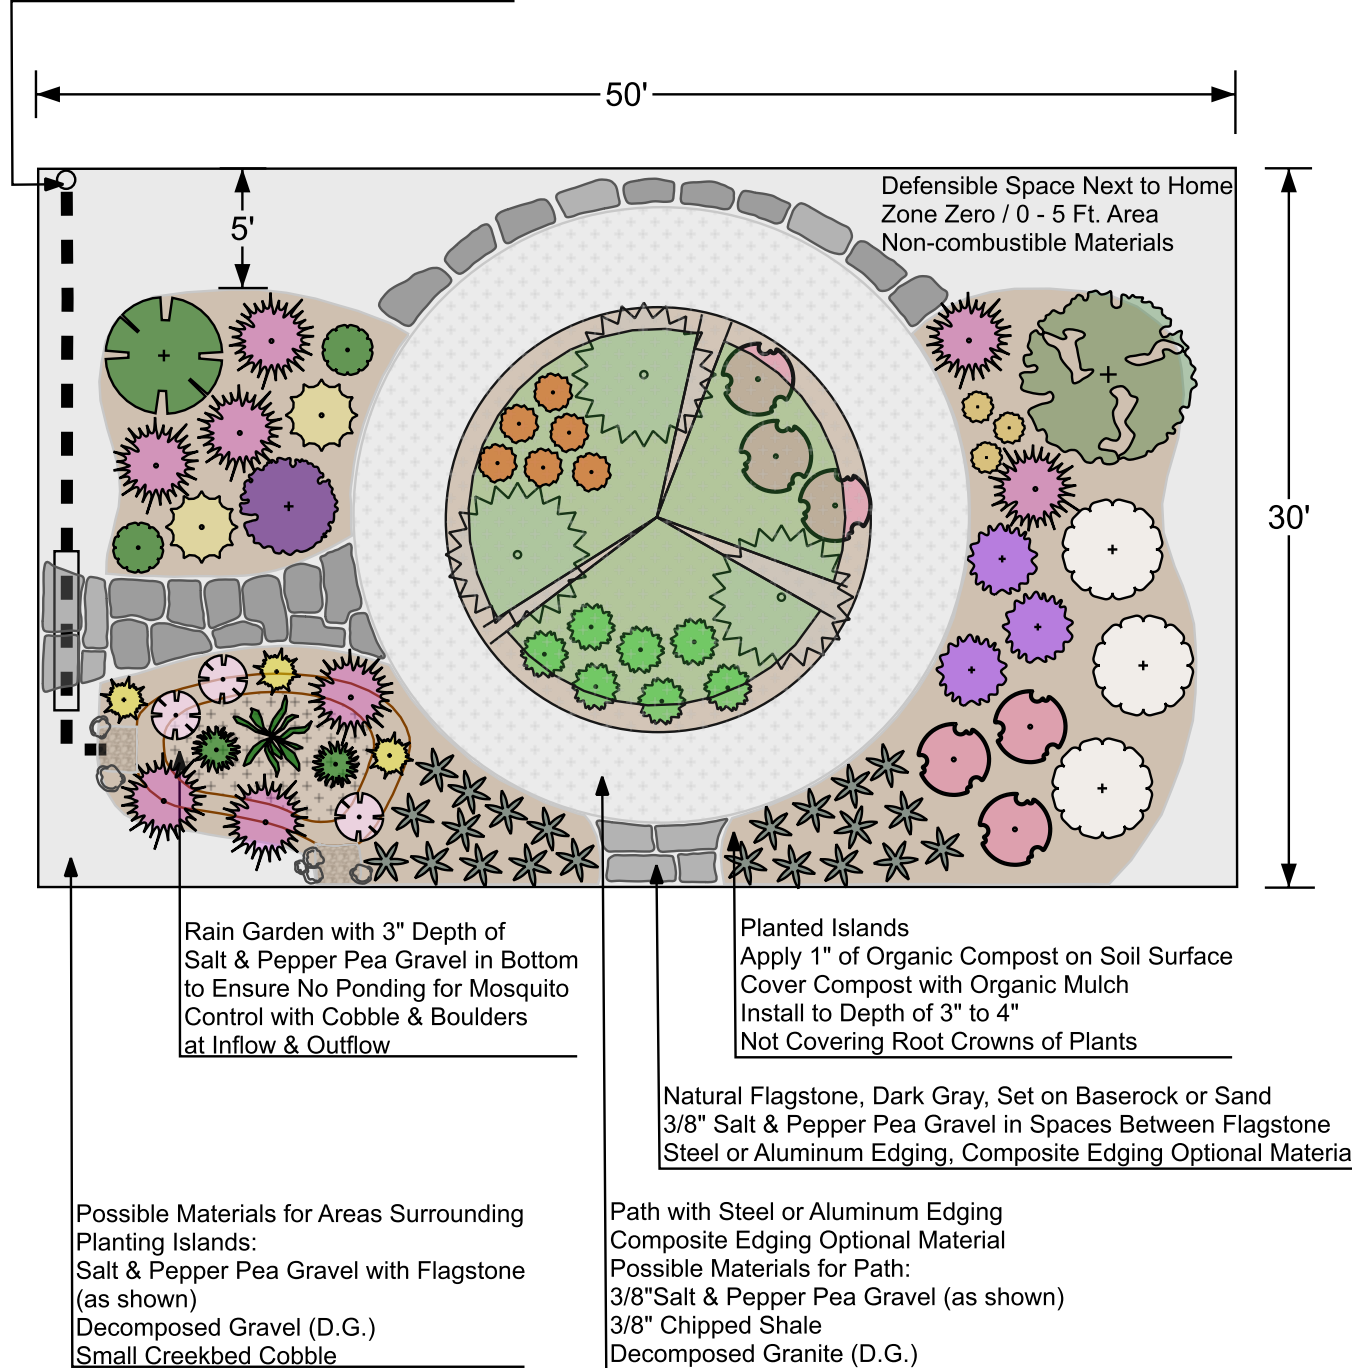 50'
5'
Defensible Space Next to Home
Zone Zero / 0 - 5 Ft. Area
Non-combustible Materials
30'
Rain Garden with 3" Depth of
Salt & Pepper Pea Gravel in Bottom
to Ensure No Ponding for Mosquito
Control with Cobble & Boulders
at Inflow & Outflow
Planted Islands
Apply 1" of Organic Compost on Soil Surface
Cover Compost with Organic Mulch
Install to Depth of 3" to 4"
Not Covering Root Crowns of Plants
Natural Flagstone, Dark Gray, Set on Baserock or Sand
3/8" Salt & Pepper Pea Gravel in Spaces Between Flagstone
Steel or Aluminum Edging, Composite Edging Optional Materia
Possible Materials for Areas Surrounding
Planting Islands:
Salt & Pepper Pea Gravel with Flagstone
(as shown)
Decomposed Gravel (D.G.)
Small Creekbed Cobble
Path with Steel or Aluminum Edging
Composite Edging Optional Material
Possible Materials for Path:
3/8"Salt & Pepper Pea Gravel (as shown)
3/8" Chipped Shale
Decomposed Granite (D.G.)